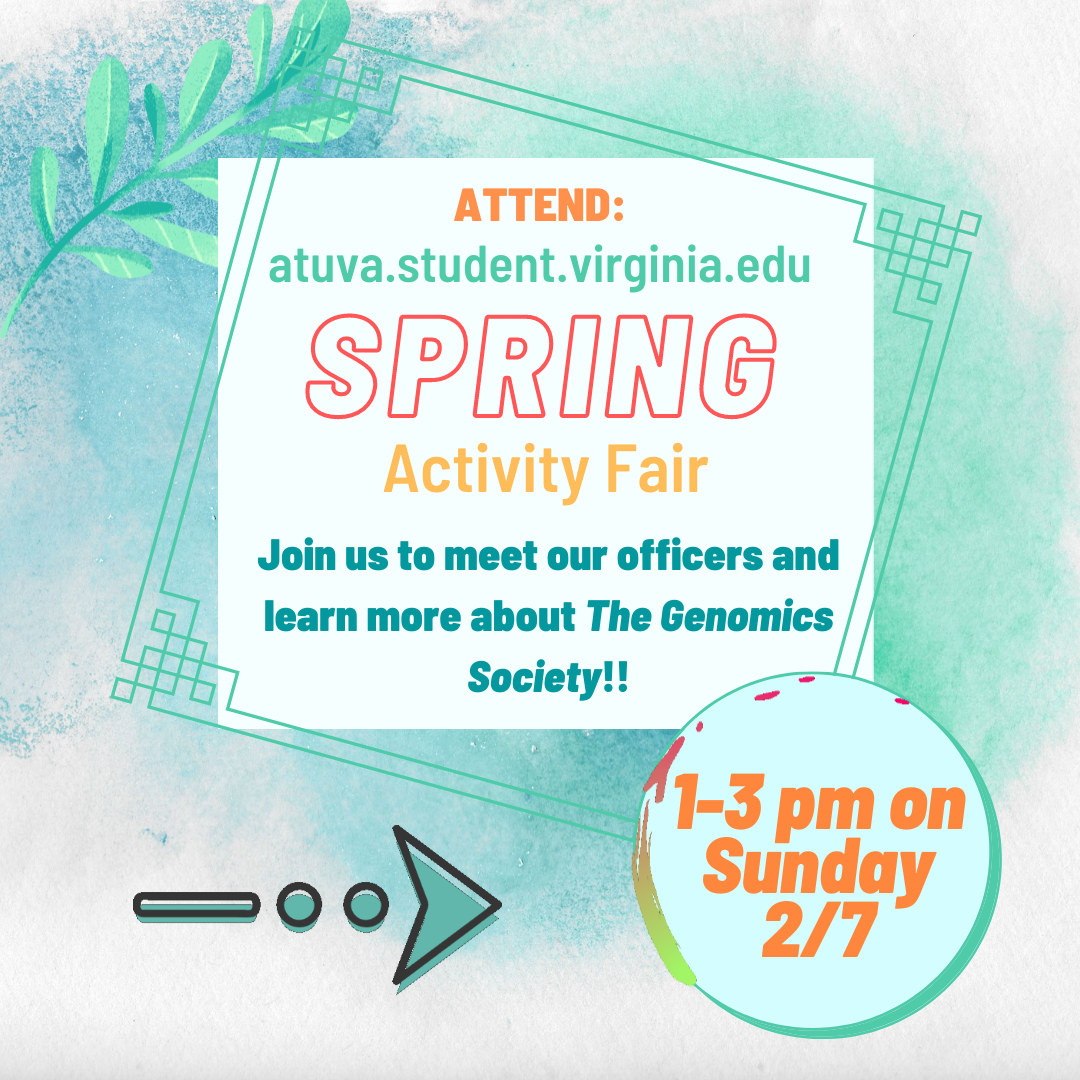 ATTEND:
atuva.student.virginia.edu
SPRING
Activity Fair
Join us to meet our officers and
learn more about The Genomics
Society!!
1-3 pm on
Sunday
2/7